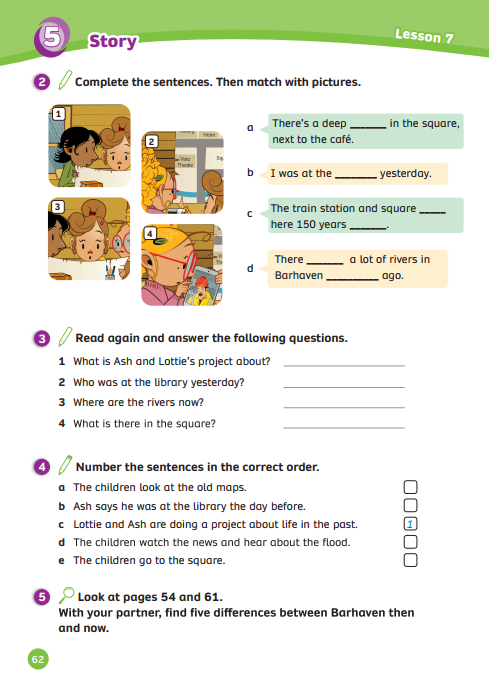 5 Story
Lesson 7
2 Complete the sentences. Then match with pictures.
1
2
Hotel
Vista
Theatre
Squ
3
4
a There's a deep _______ in the square,
next to the café.
b I was at the ________ yesterday.
c The train station and square _____
here 150 years _______.
d There _______ a lot of rivers in
Barhaven __________ ago.
3 Read again and answer the following questions.
1 What is Ash and Lottie's project about? ____________________
2 Who was at the library yesterday? ____________________
3 Where are the rivers now? ____________________
4 What is there in the square? ____________________
4 Number the sentences in the correct order.
a The children look at the old maps.
b Ash says he was at the library the day before.
c Lottie and Ash are doing a project about life in the past. 1
d The children watch the news and hear about the flood.
e The children go to the square.
5 Look at pages 54 and 61.
With your partner, find five differences between Barhaven then
and now.
62